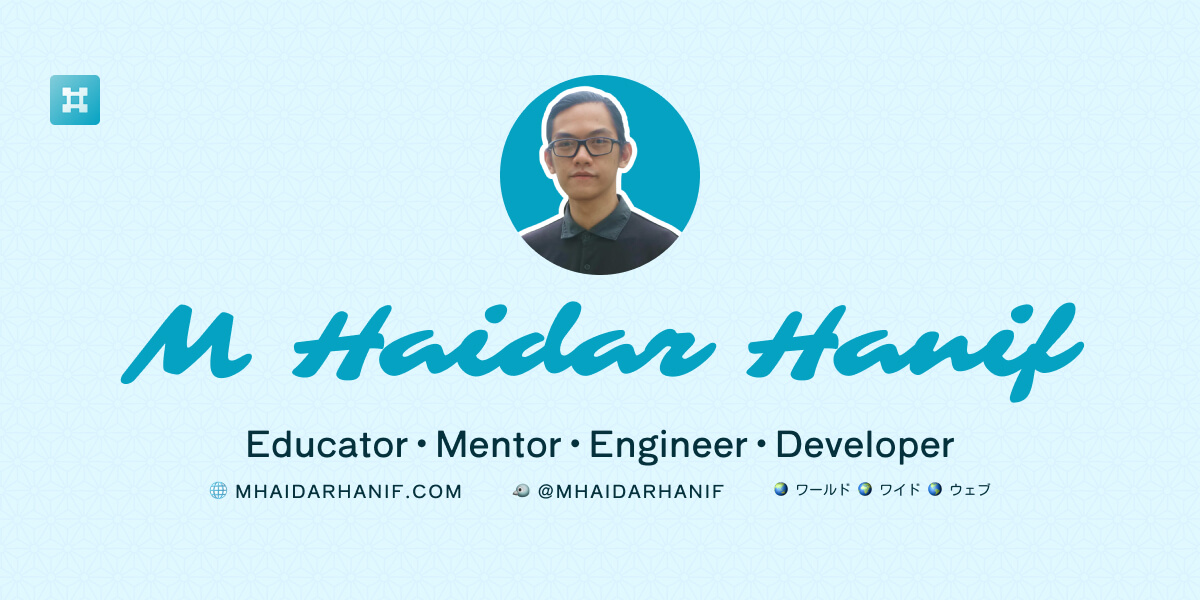 M Haidar Hanif
Educator • Mentor • Engineer • Developer
MHAIDARHANIF.COM @MHAIDARHANIF ワールド ワイド ウェブ